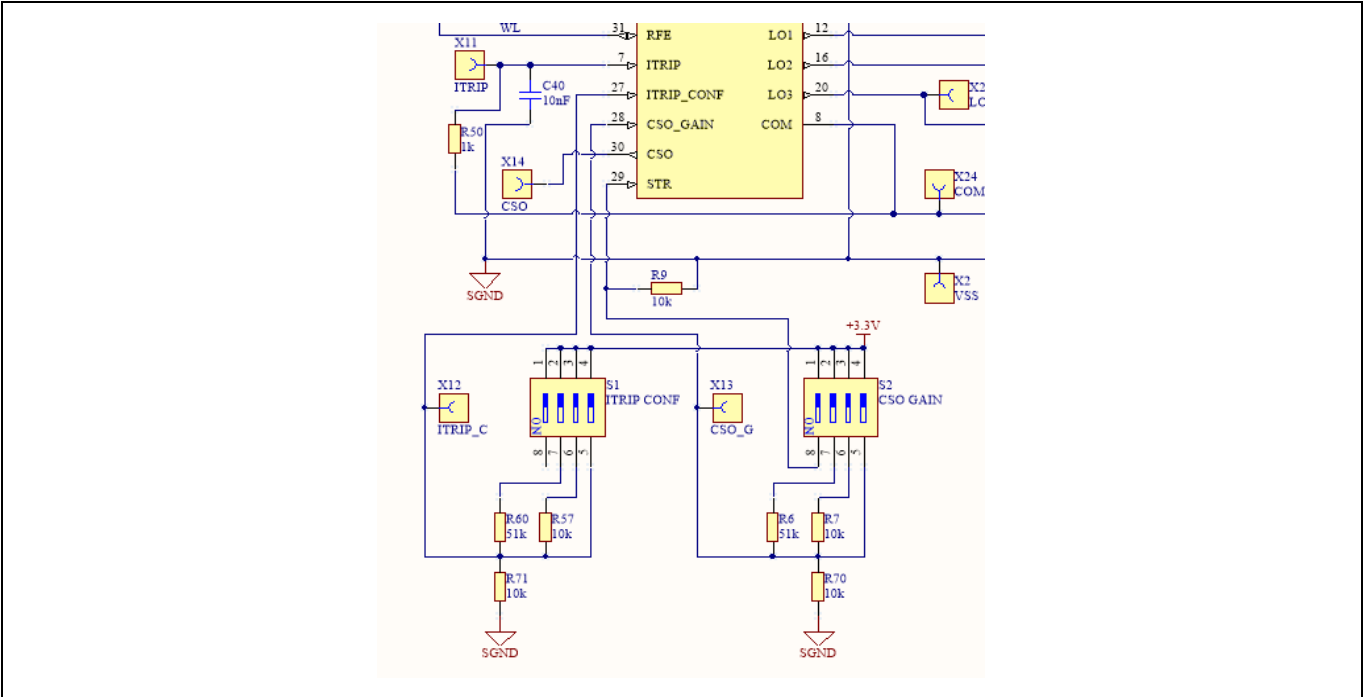 WL
31 RFE LO1 12
X11
7 ITRIP LO2 16
ITRIP
C40
10nF
27 ITRIP_CONF LO3 20
X2
LO
R50
1k
28 CSO_GAIN COM 8
30 CSO
X14
CSO
29 STR
X24
COM
SGND
R9
10k
X2
VSS
+3.3V
1 2 3 4
1 2 3 4
X12
ITRIP_C
S1
ITRIP CONF
ON
X13
CSO_G
S2
CSO GAIN
ON
8 7 6 5
8 7 6 5
R60
51k
R57
10k
R6
51k
R7
10k
R71
10k
R70
10k
SGND
SGND